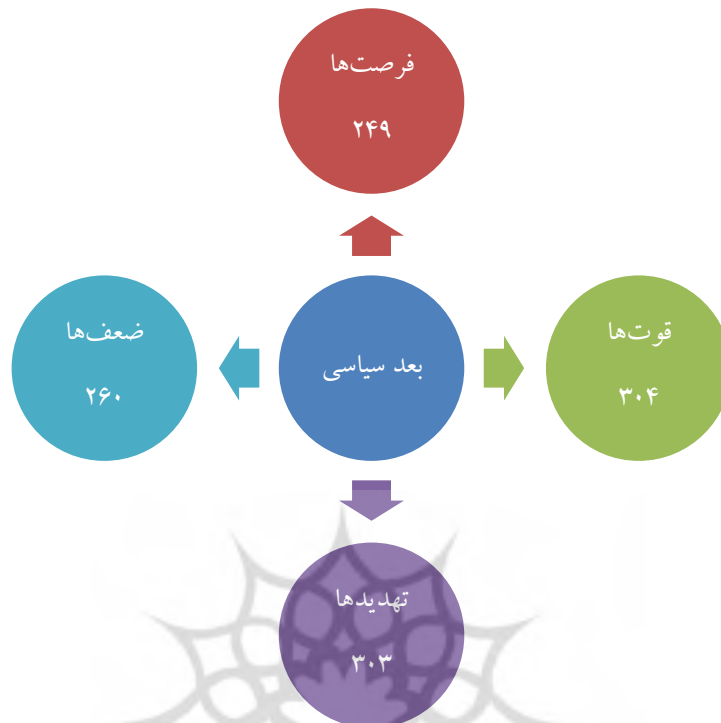 فرصت‌ها
۲۴۹
قوت‌ها
۳۰۴
بعد سیاسی
ضعف‌ها
۲۶۰
تهدیدها
۳۰۳